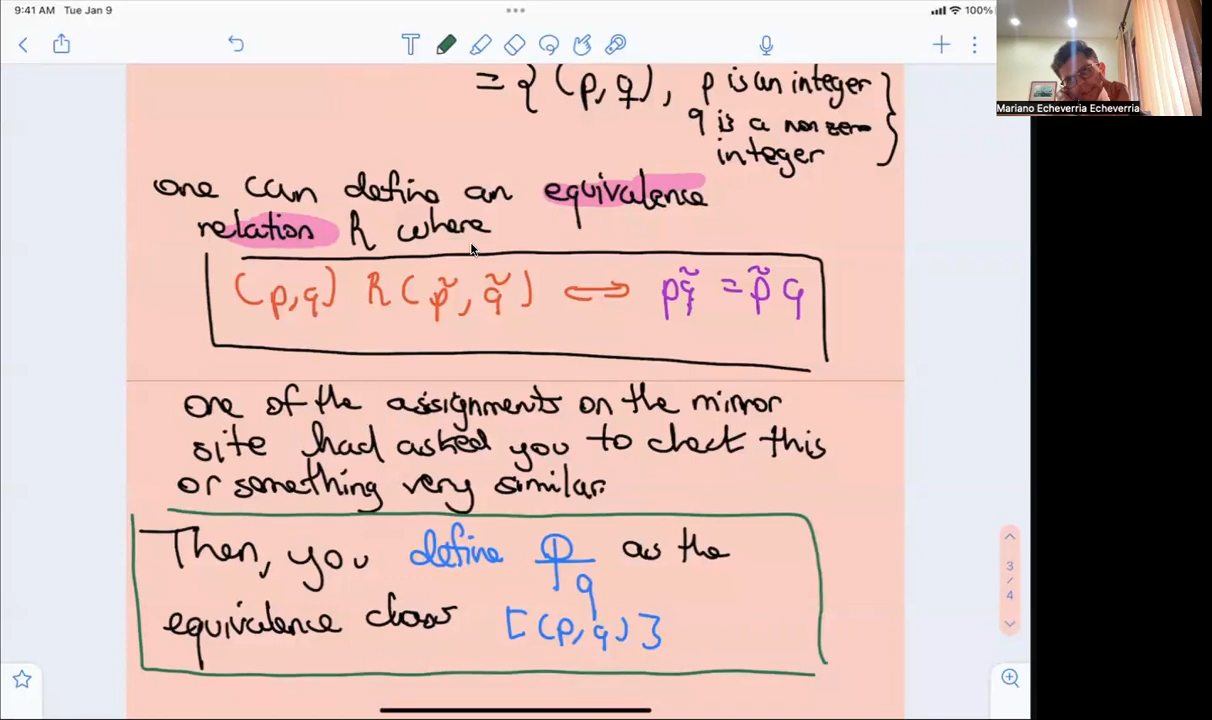 9:41 AM Tue Jan 9
100%
= { (p, q), p is an integer
q is a non zero
integer }
Mariano Echeverria Echeverria
one can define an equivalence
relation R where
(p,q) R (p̃, q̃) ⟺ pq̃ = p̃q
one of the assignments on the mirror
site had asked you to check this
or something very similar.
Then, you define p/q as the
equivalence class [(p,q)]
3
/
4